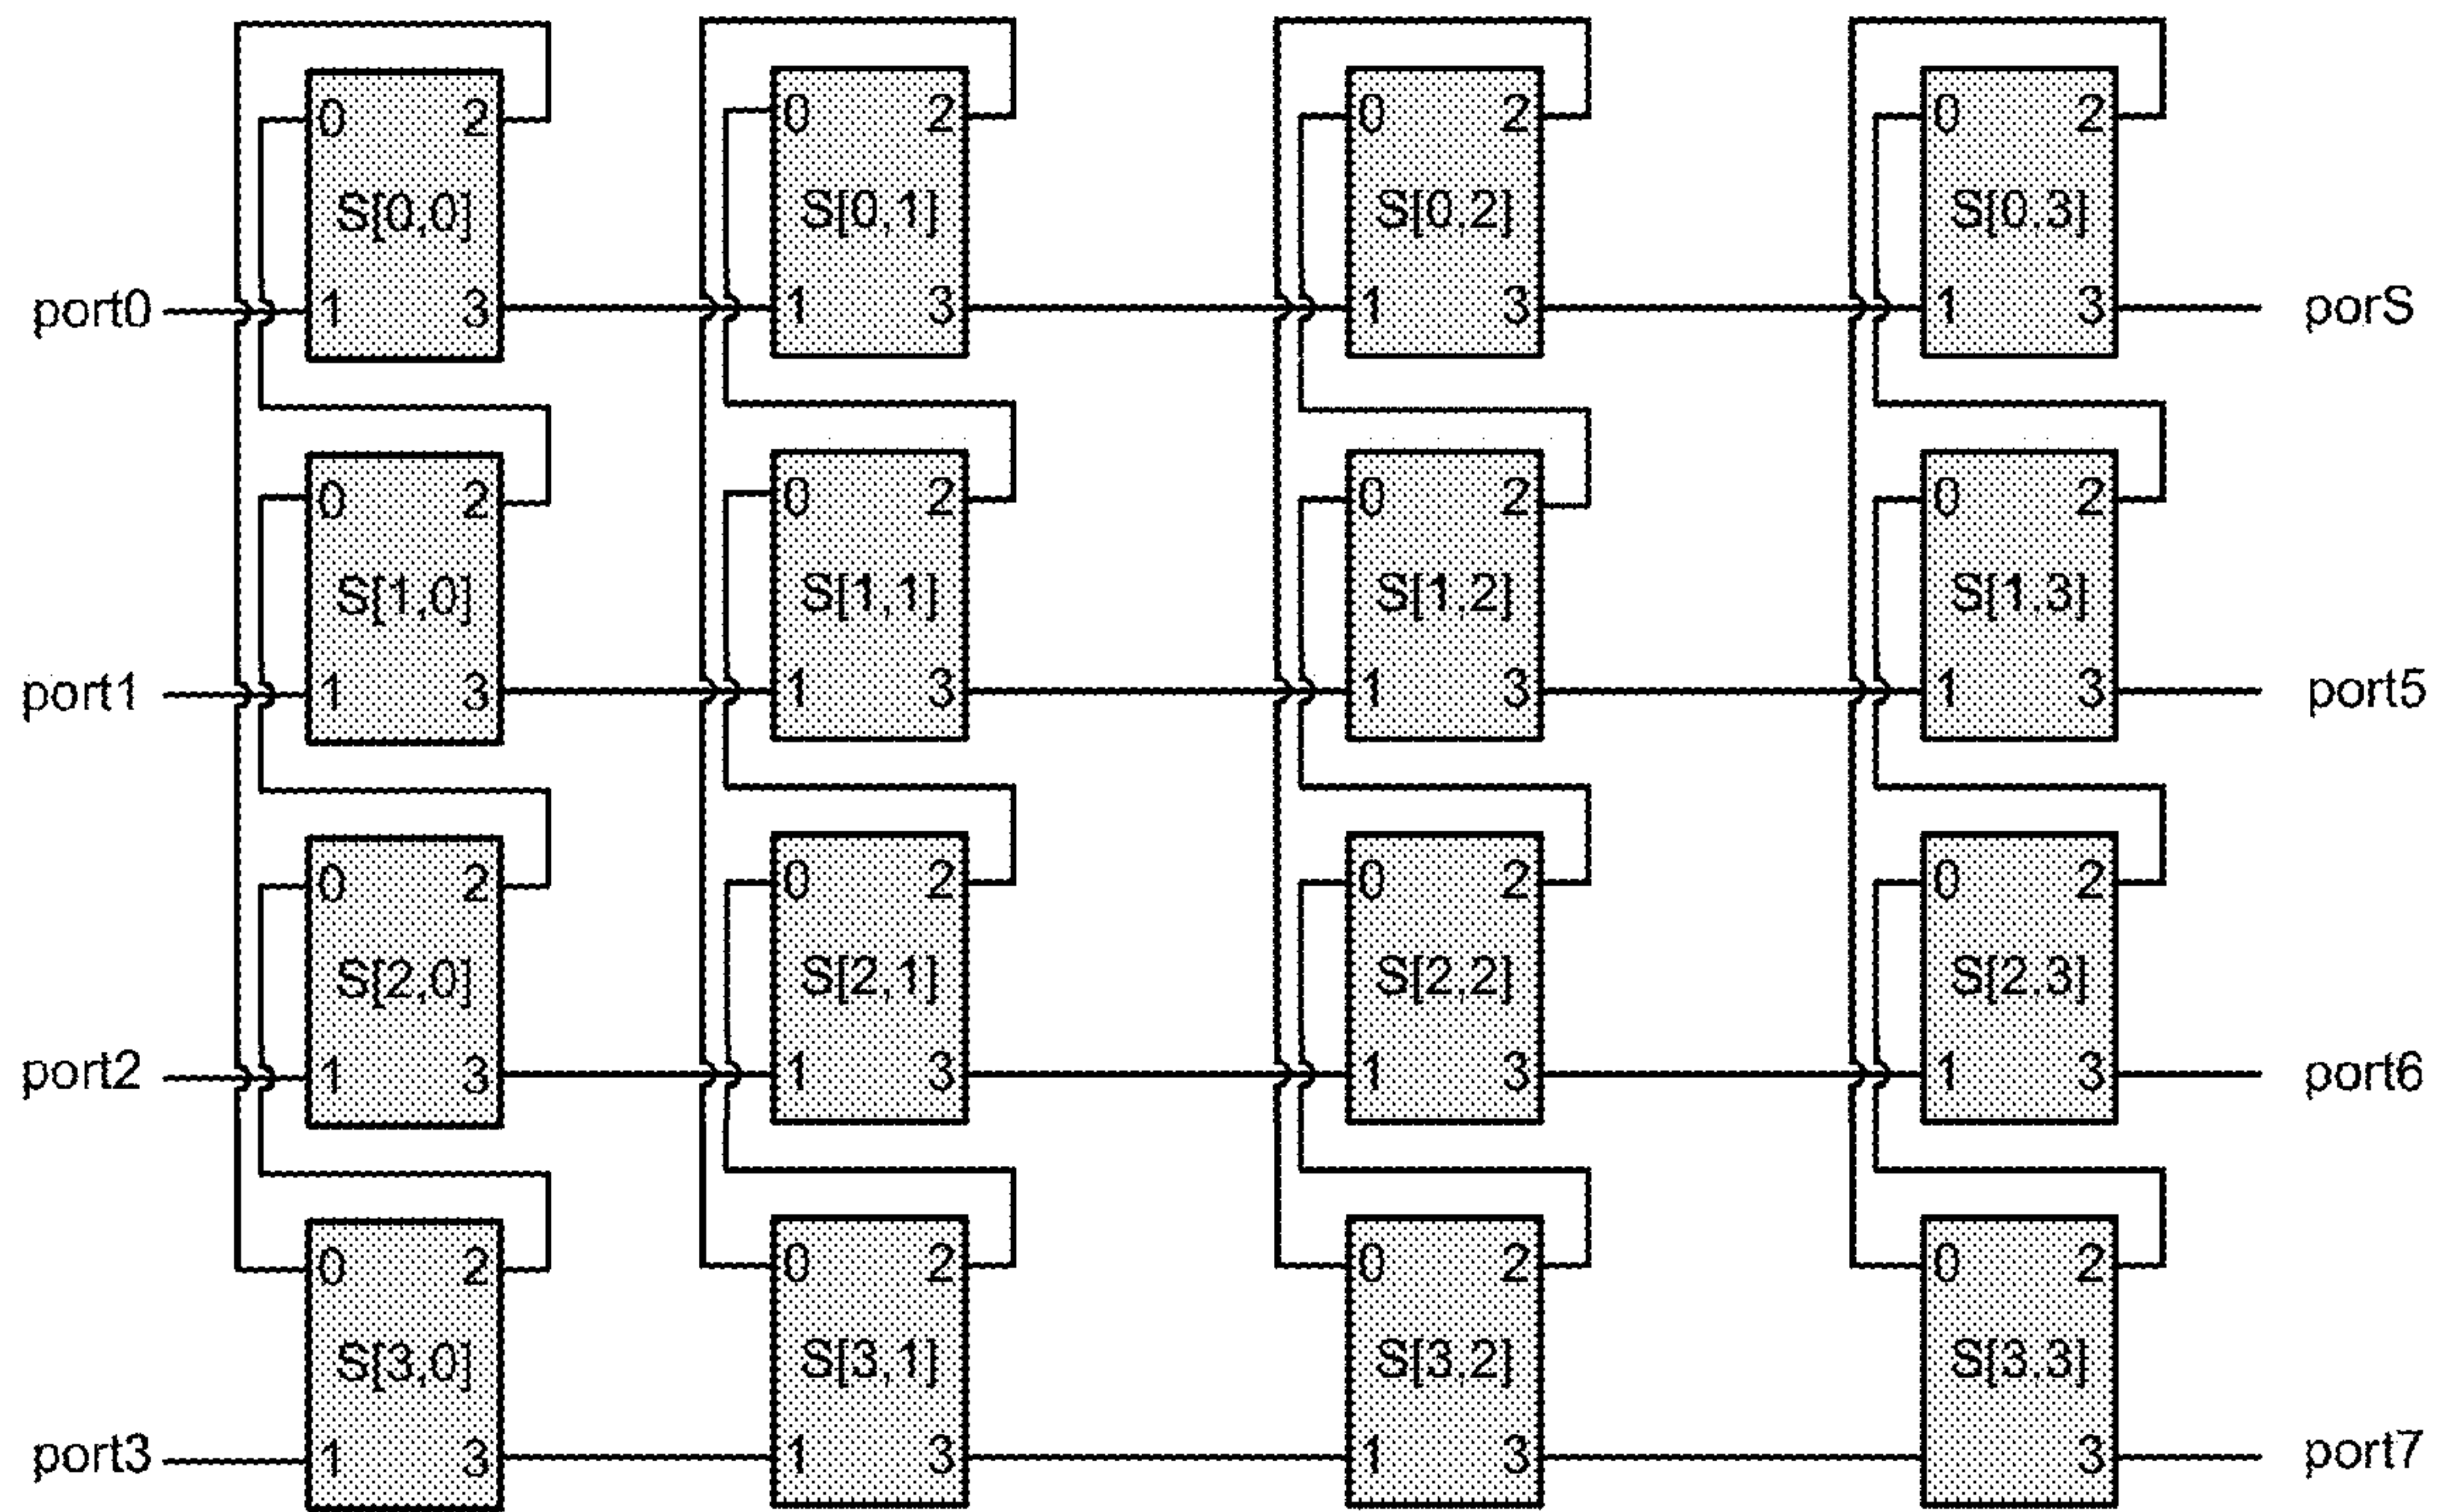 0 2 0 2 0 2 0 2
S[0,0] S[0,1] S[0,2] S[0,3]
port0 1 3 1 3 1 3 1 3 porS
0 2 0 2 0 2 0 2
S[1,0] S[1,1] S[1,2] S[1,3]
port1 1 3 1 3 1 3 1 3 port5
0 2 0 2 0 2 0 2
S[2,0] S[2,1] S[2,2] S[2,3]
port2 1 3 1 3 1 3 1 3 port6
0 2 0 2 0 2 0 2
S[3,0] S[3,1] S[3,2] S[3,3]
port3 1 3 1 3 1 3 3 port7